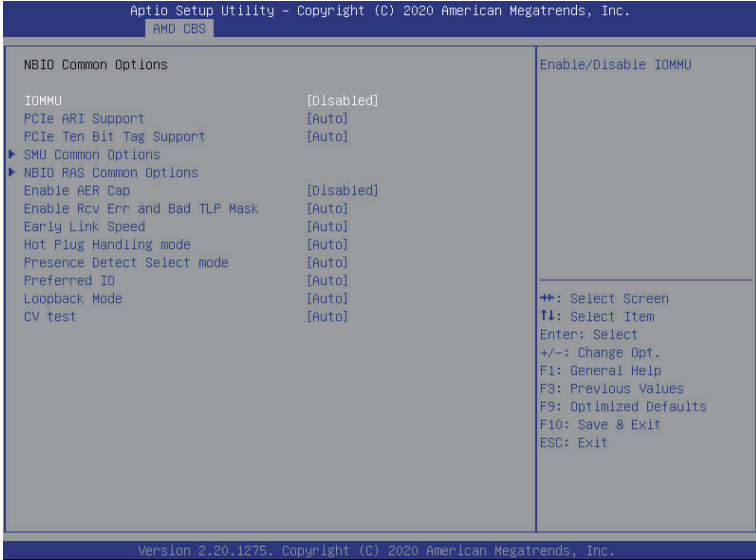 Aptio Setup Utility – Copyright (C) 2020 American Megatrends, Inc.
AMD CBS
NBIO Common Options
IOMMU [Disabled]
PCIe ARI Support [Auto]
PCIe Ten Bit Tag Support [Auto]
SMU Common Options
NBIO RAS Common Options
Enable AER Cap [Disabled]
Enable Rcv Err and Bad TLP Mask [Auto]
Early Link Speed [Auto]
Hot Plug Handling mode [Auto]
Presence Detect Select mode [Auto]
Preferred IO [Auto]
Loopback Mode [Auto]
CV test [Auto]
Enable/Disable IOMMU
→←: Select Screen
↑↓: Select Item
Enter: Select
+/-: Change Opt.
F1: General Help
F3: Previous Values
F9: Optimized Defaults
F10: Save & Exit
ESC: Exit
Version 2.20.1275. Copyright (C) 2020 American Megatrends, Inc.